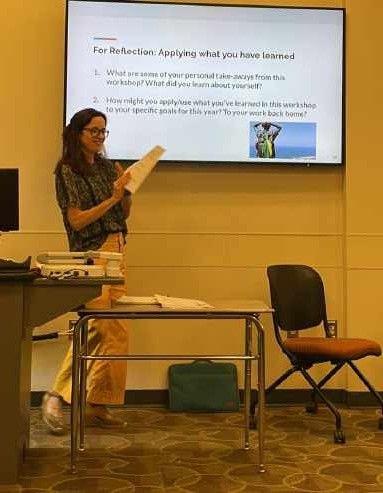 For Reflection: Applying what you have learned
1. What are some of your personal take-aways from this
workshop? What did you learn about yourself?
2. How might you apply/use what you've learned in this workshop
to your specific goals for this year? To your work back home?